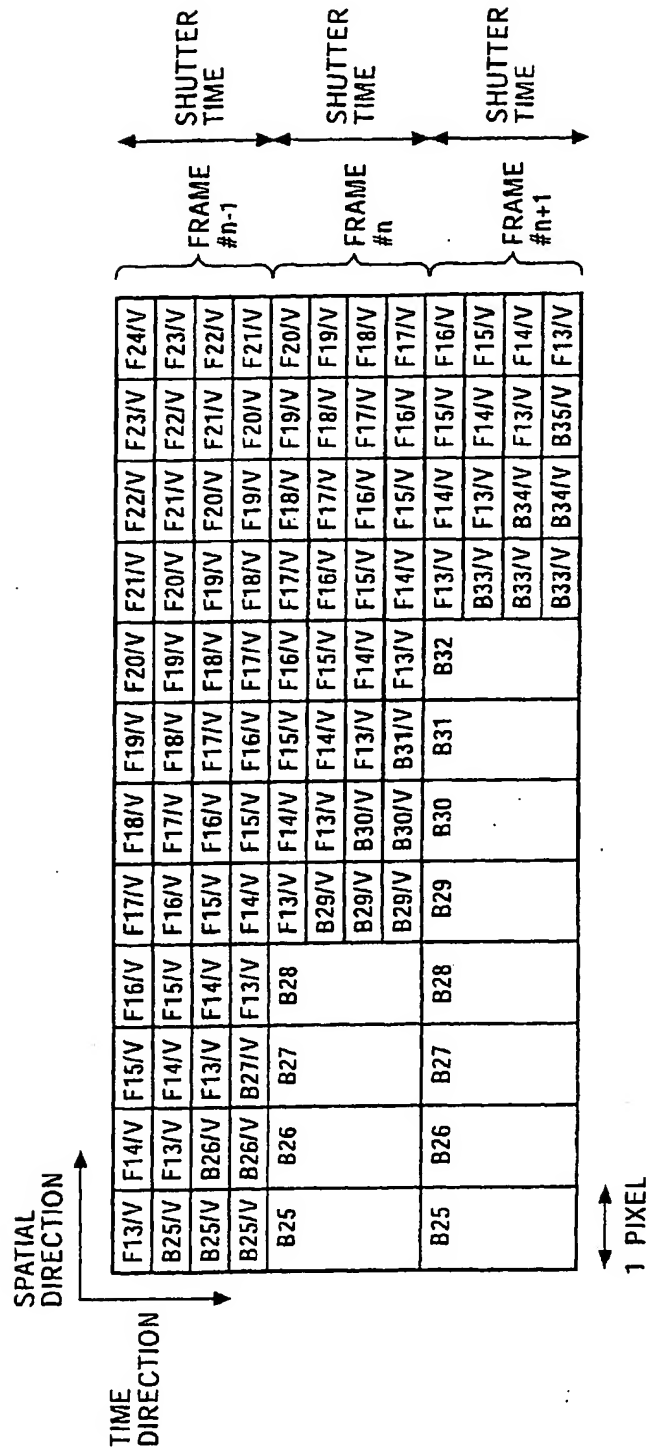 SPATIAL
DIRECTION
TIME
DIRECTION
F13/V F14/V F15/V F16/V F17/V F18/V F19/V F20/V F21/V F22/V F23/V F24/V
B25/V F13/V F14/V F15/V F16/V F17/V F18/V F19/V F20/V F21/V F22/V F23/V
B25/V B26/V F13/V F14/V F15/V F16/V F17/V F18/V F19/V F20/V F21/V F22/V
B25/V B26/V B27/V F13/V F14/V F15/V F16/V F17/V F18/V F19/V F20/V F21/V
FRAME
#n-1
SHUTTER
TIME
B25 B26 B27 B28 F13/V F14/V F15/V F16/V F17/V F18/V F19/V F20/V
B29/V F13/V F14/V F15/V F16/V F17/V F18/V F19/V
B29/V B30/V F13/V F14/V F15/V F16/V F17/V F18/V
B29/V B30/V B31/V F13/V F14/V F15/V F16/V F17/V
FRAME
#n
SHUTTER
TIME
B25 B26 B27 B28 B29 B30 B31 B32 F13/V F14/V F15/V F16/V
B33/V F13/V F14/V F15/V
B33/V B34/V F13/V F14/V
B33/V B34/V B35/V F13/V
FRAME
#n+1
SHUTTER
TIME
1 PIXEL